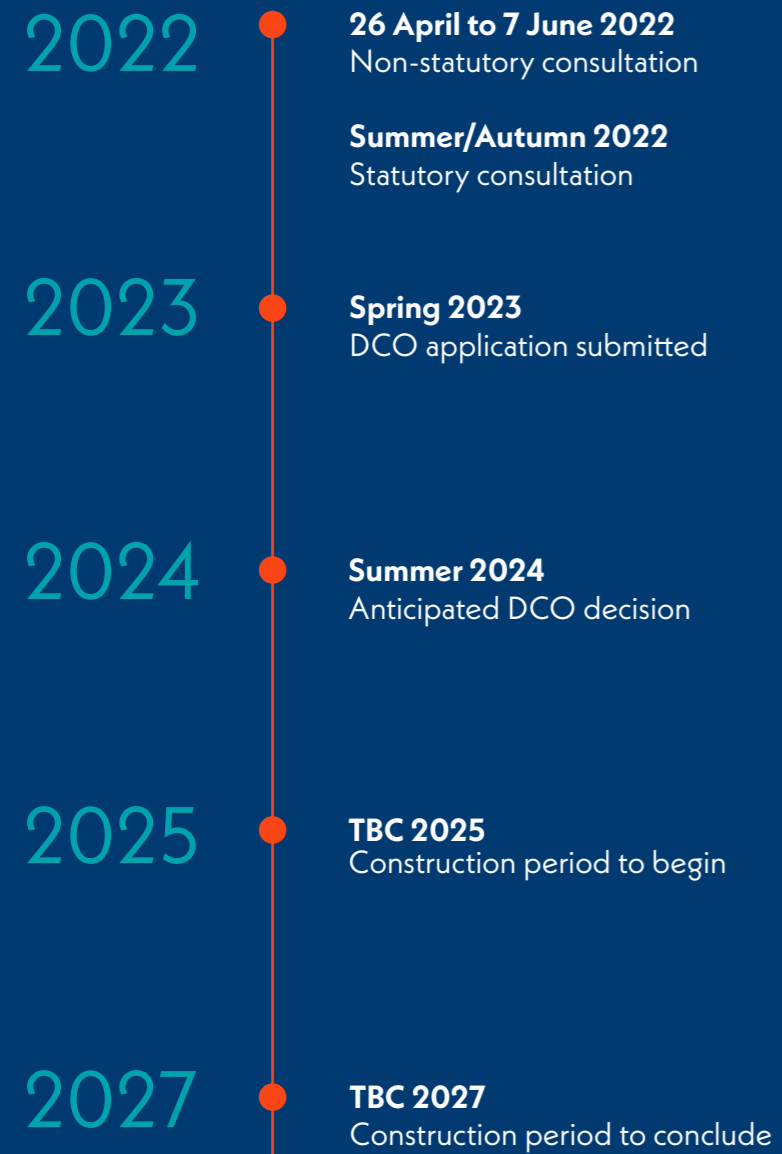 2022
26 April to 7 June 2022
Non-statutory consultation
Summer/Autumn 2022
Statutory consultation
2023
Spring 2023
DCO application submitted
2024
Summer 2024
Anticipated DCO decision
2025
TBC 2025
Construction period to begin
2027
TBC 2027
Construction period to conclude